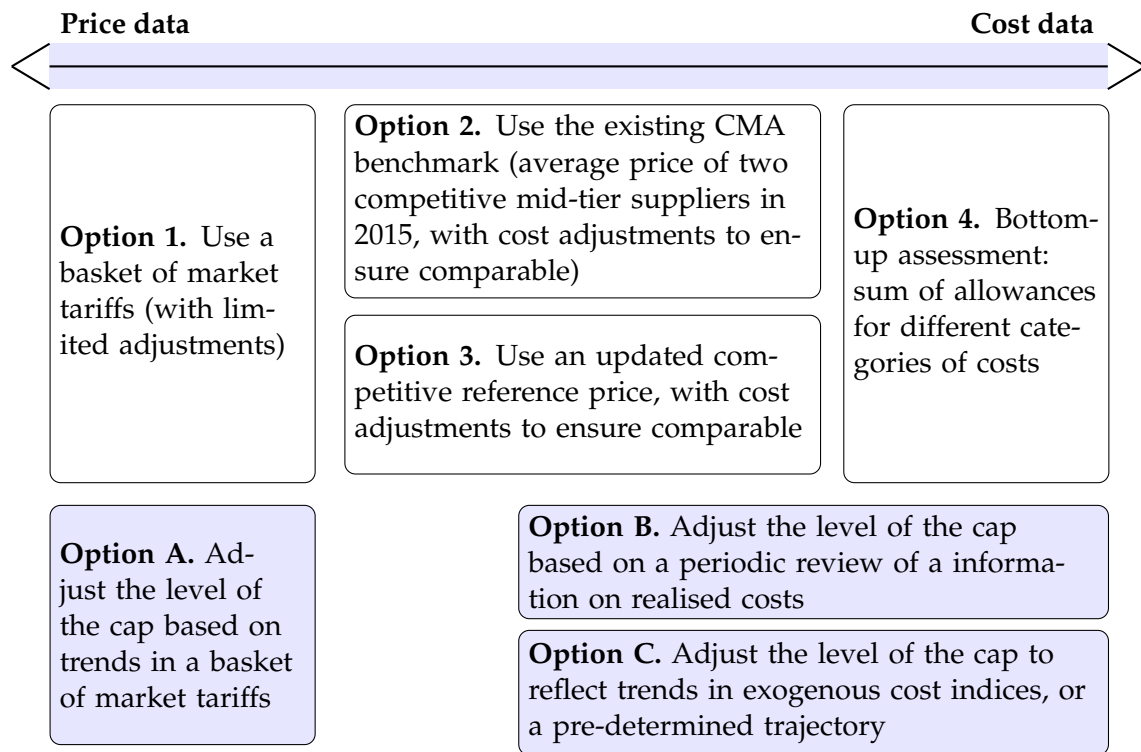 Price data
Cost data
Option 1. Use a
basket of market
tariffs (with lim-
ited adjustments)
Option 2. Use the existing CMA
benchmark (average price of two
competitive mid-tier suppliers in
2015, with cost adjustments to en-
sure comparable)
Option 3. Use an updated com-
petitive reference price, with cost
adjustments to ensure comparable
Option 4. Bottom-
up assessment:
sum of allowances
for different cate-
gories of costs
Option A. Ad-
just the level of
the cap based on
trends in a basket
of market tariffs
Option B. Adjust the level of the cap
based on a periodic review of a informa-
tion on realised costs
Option C. Adjust the level of the cap to
reflect trends in exogenous cost indices, or
a pre-determined trajectory